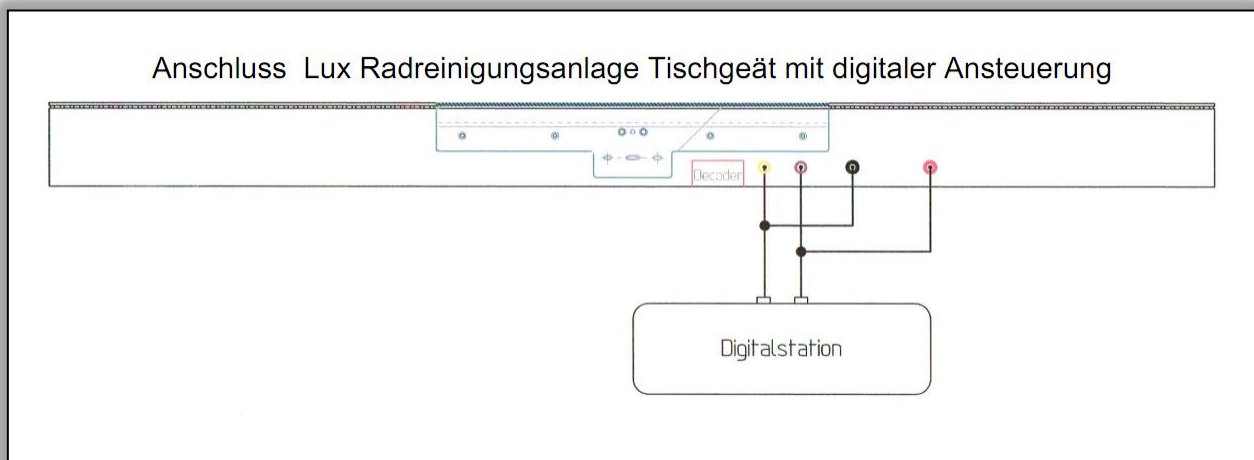 Anschluss Lux Radreinigungsanlage Tischgeät mit digitaler Ansteuerung
Decoder
Digitalstation